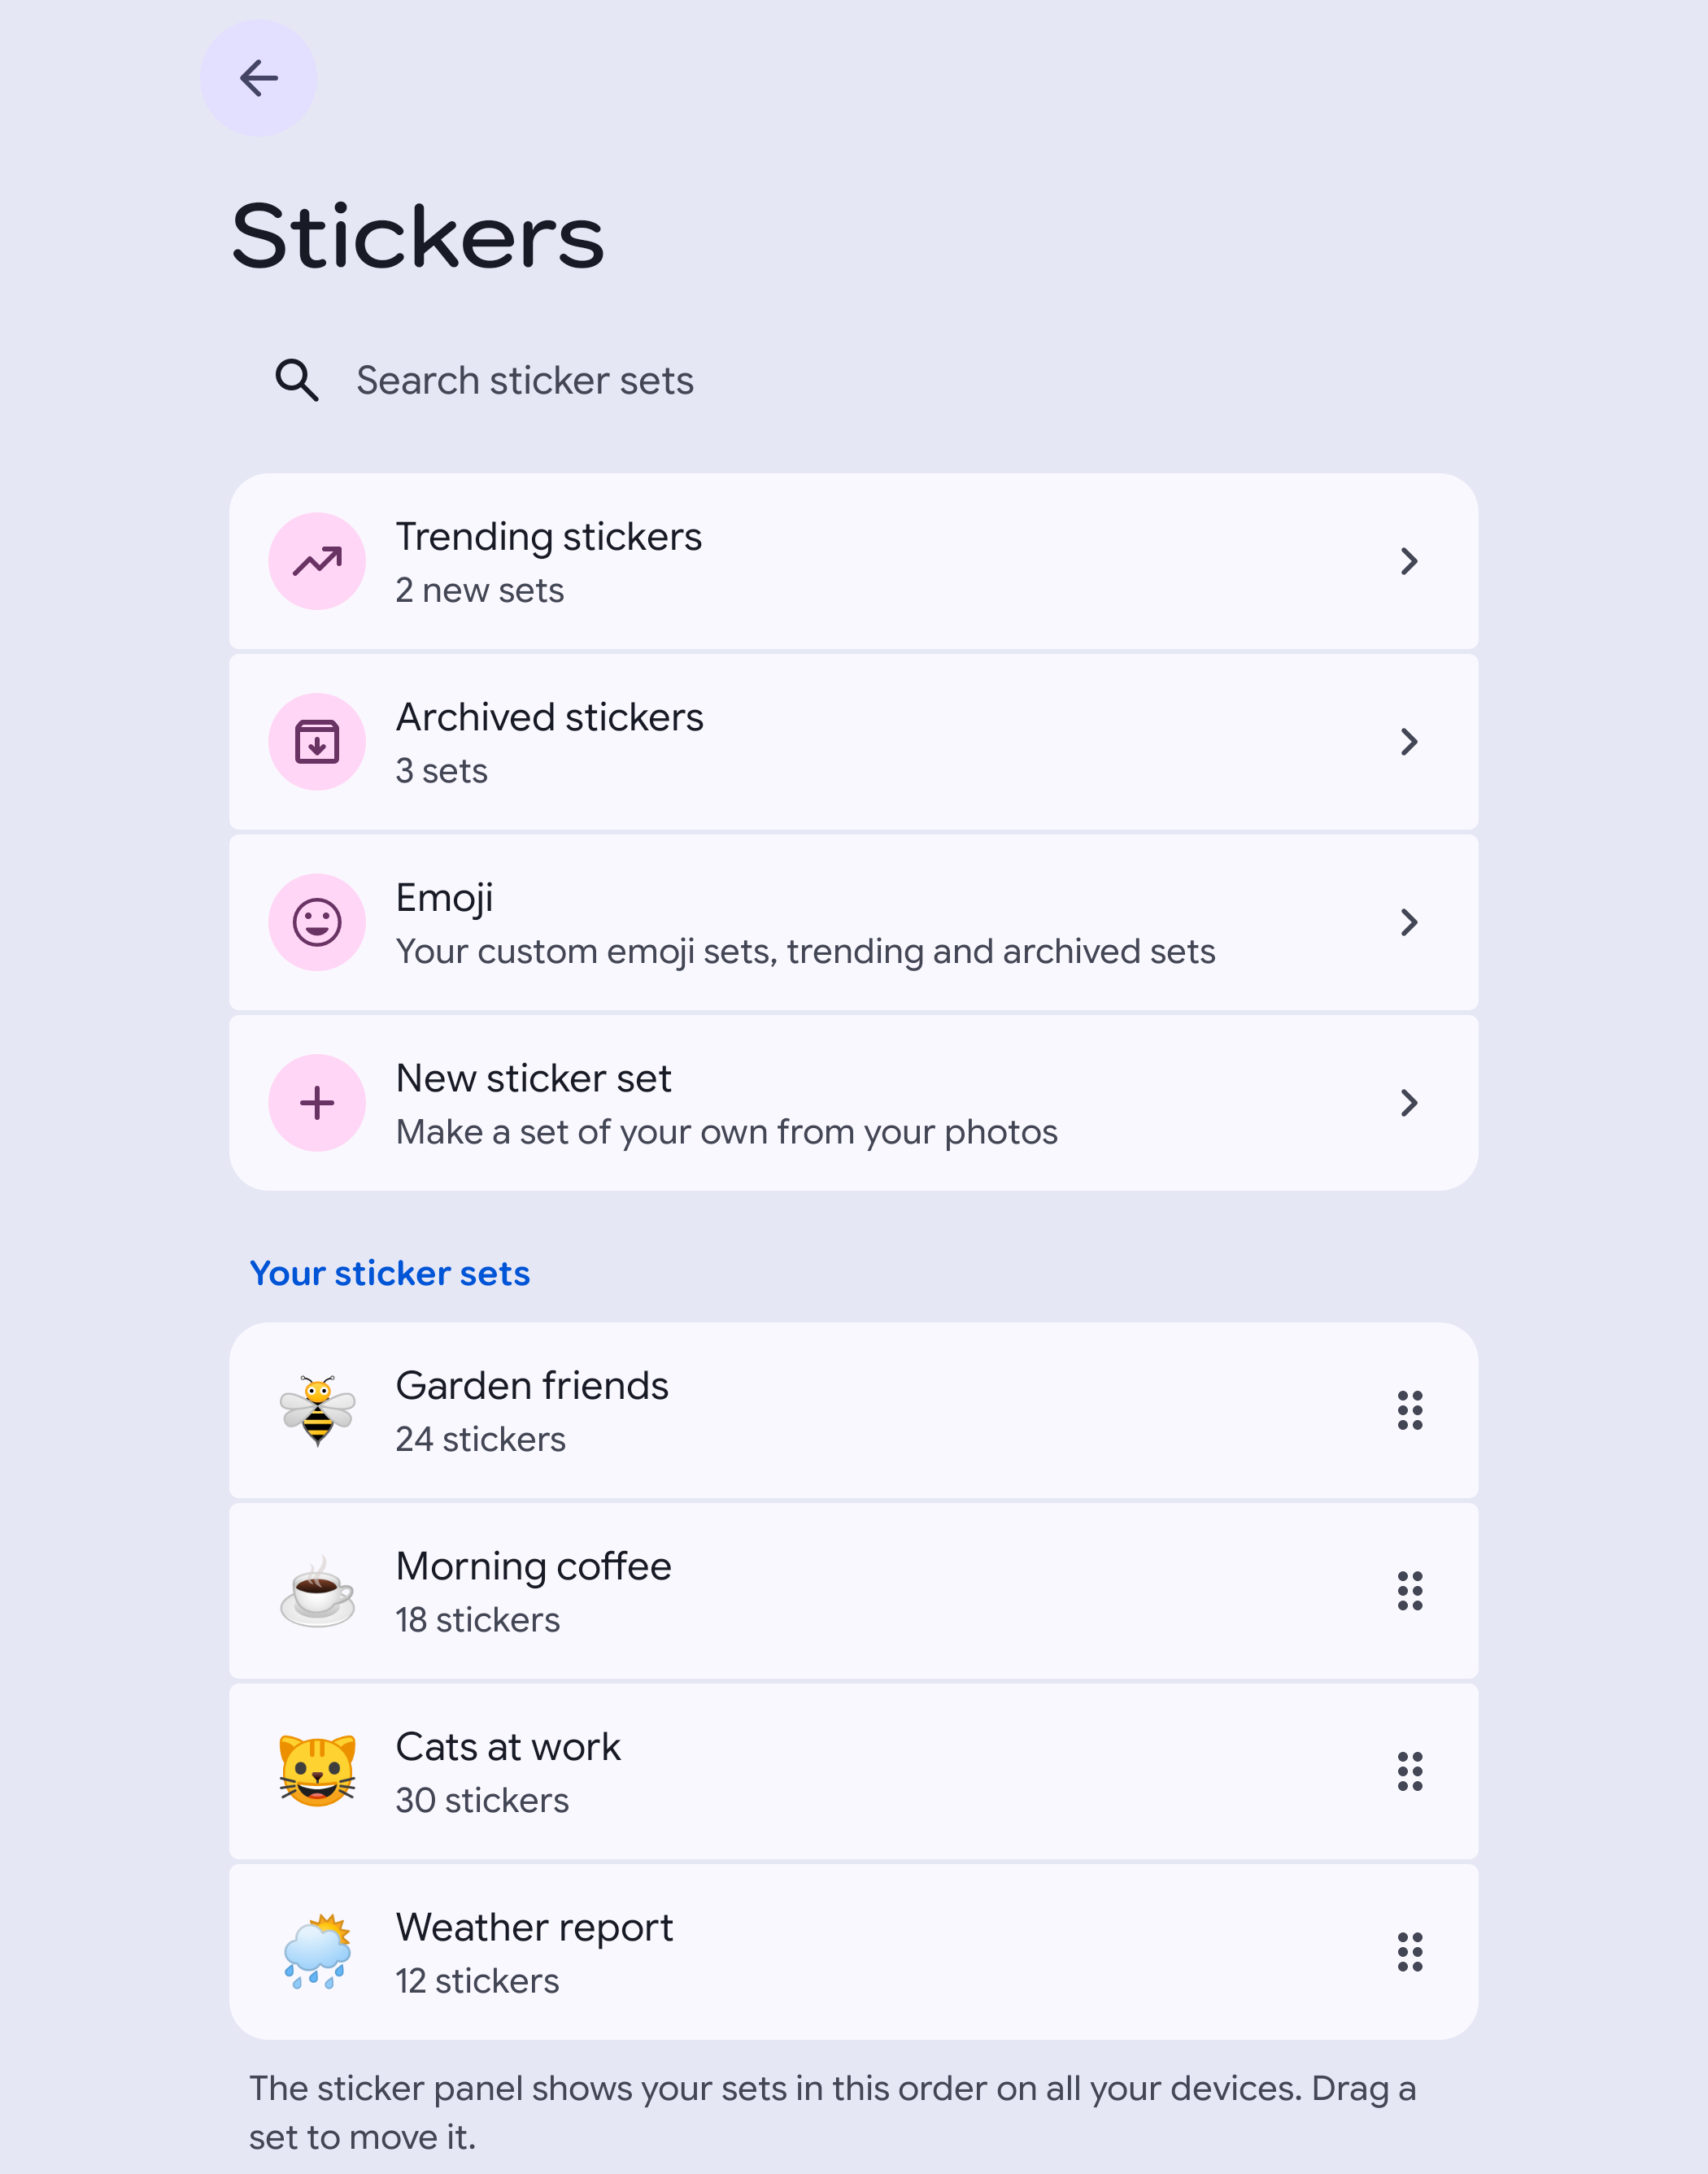 Stickers
Search sticker sets
Trending stickers
2 new sets
Archived stickers
3 sets
Emoji
Your custom emoji sets, trending and archived sets
New sticker set
Make a set of your own from your photos
Your sticker sets
Garden friends
24 stickers
Morning coffee
18 stickers
Cats at work
30 stickers
Weather report
12 stickers
The sticker panel shows your sets in this order on all your devices. Drag a
set to move it.